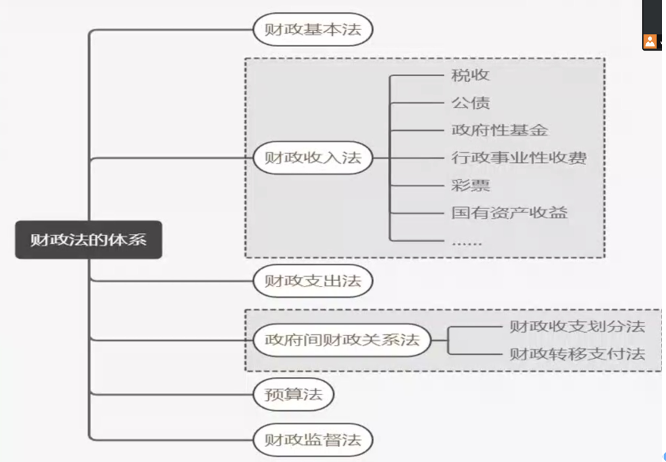 财政法的体系
财政基本法
财政收入法
税收
公债
政府性基金
行政事业性收费
彩票
国有资产收益
......
财政支出法
政府间财政关系法
财政收支划分法
财政转移支付法
预算法
财政监督法